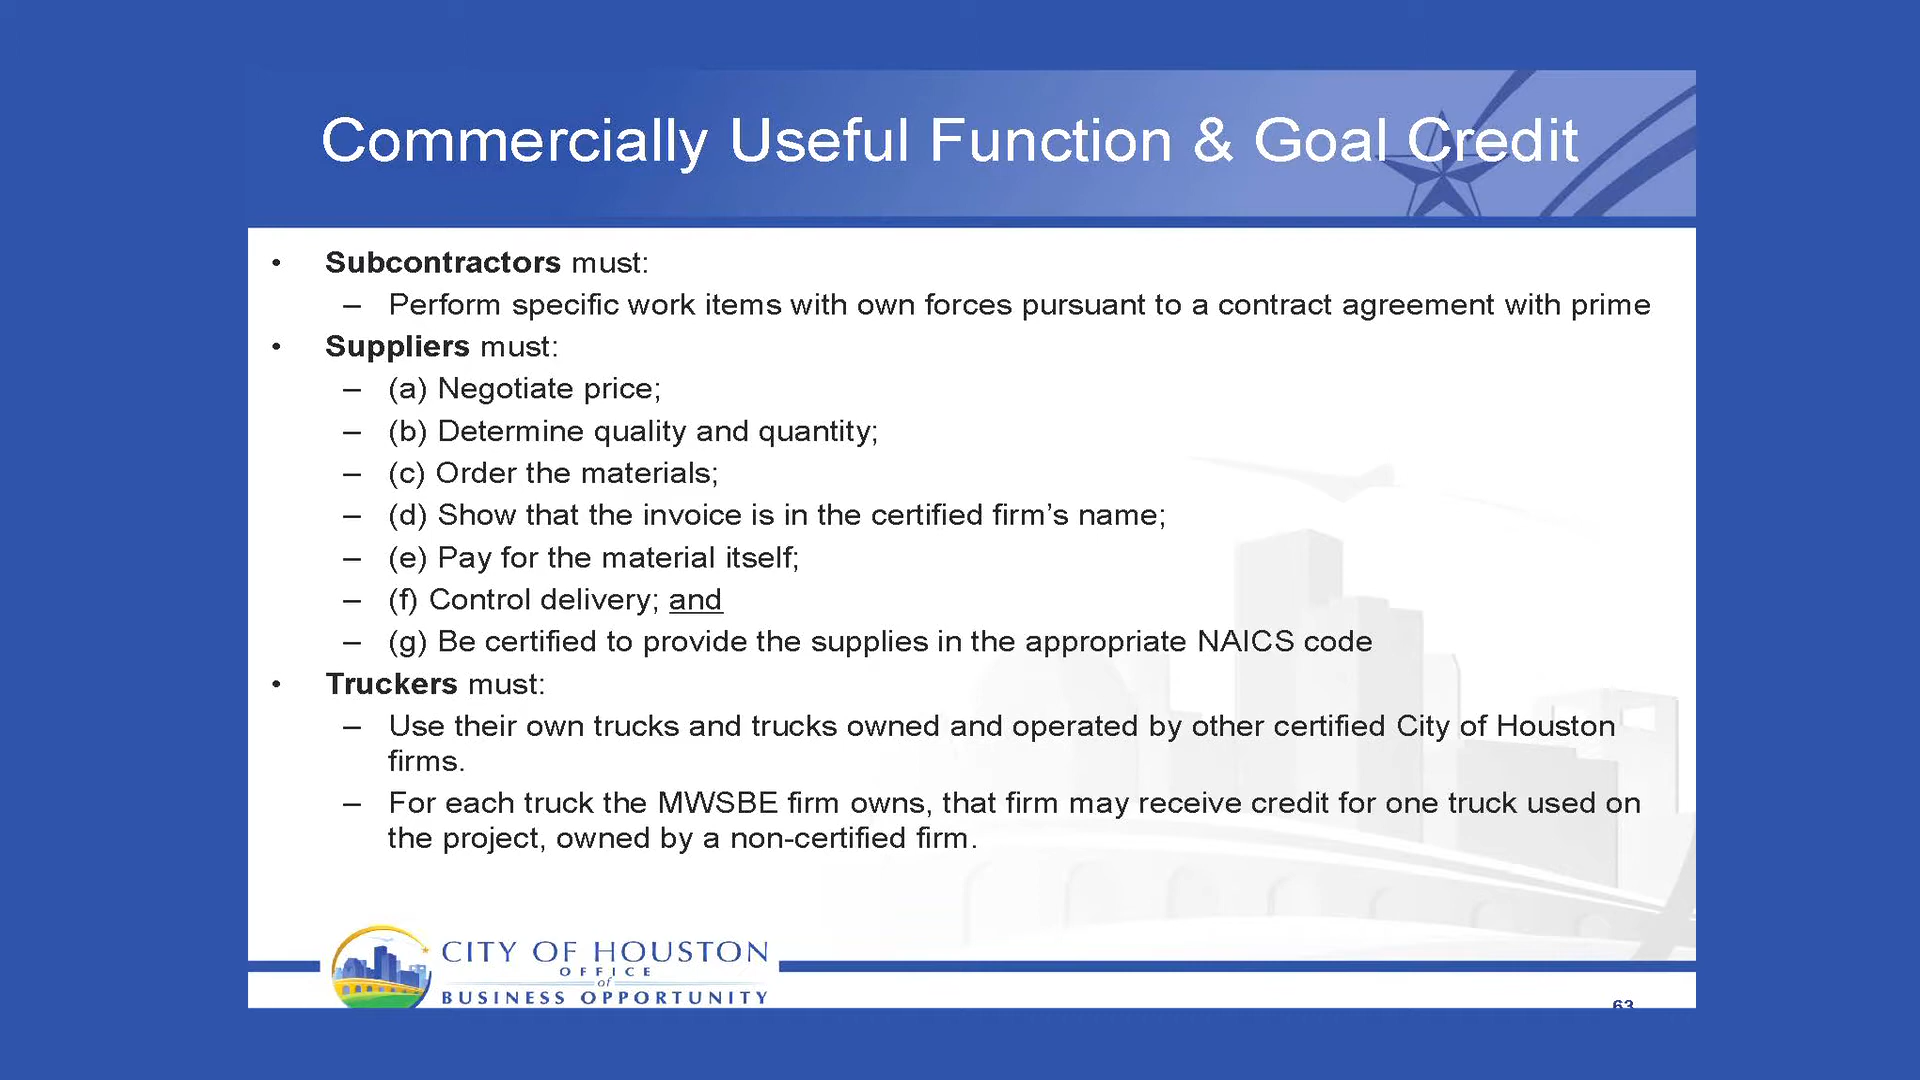 Commercially Useful Function & Goal Credit
• Subcontractors must:
– Perform specific work items with own forces pursuant to a contract agreement with prime
• Suppliers must:
– (a) Negotiate price;
– (b) Determine quality and quantity;
– (c) Order the materials;
– (d) Show that the invoice is in the certified firm’s name;
– (e) Pay for the material itself;
– (f) Control delivery; and
– (g) Be certified to provide the supplies in the appropriate NAICS code
• Truckers must:
– Use their own trucks and trucks owned and operated by other certified City of Houston
firms.
– For each truck the MWSBE firm owns, that firm may receive credit for one truck used on
the project, owned by a non-certified firm.
CITY OF HOUSTON
OFFICE
of
BUSINESS OPPORTUNITY
63